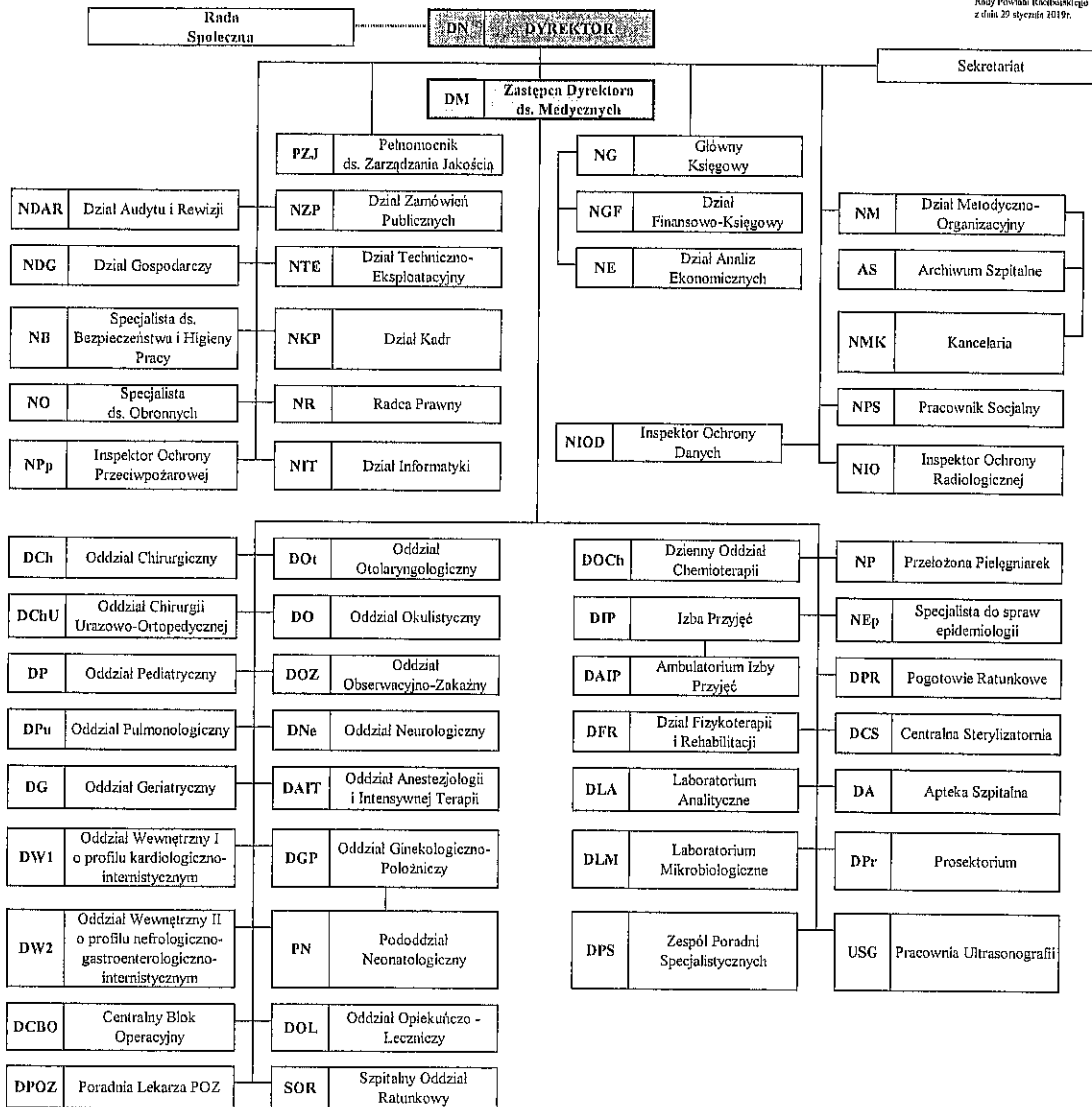 Rady Powiatu Raciborskiego
z dnia 29 stycznia 2019r.
Rada
Społeczna
DN DYREKTOR
Sekretariat
DM
Zastępca Dyrektora
ds. Medycznych
PZJ
Pełnomocnik
ds. Zarządzania Jakością
NG
Główny
Księgowy
NDAR Dział Audytu i Rewizji
NZP
Dział Zamówień
Publicznych
NGF
Dział
Finansowo-Księgowy
NM
Dział Metodyczno-
Organizacyjny
NDG Dział Gospodarczy
NTE
Dział Techniczno-
Eksploatacyjny
NE
Dział Analiz
Ekonomicznych
AS Archiwum Szpitalne
NB
Specjalista ds.
Bezpieczeństwa i Higieny
Pracy
NKP Dział Kadr
NMK Kancelaria
NO
Specjalista
ds. Obronnych
NR Radca Prawny
NPS Pracownik Socjalny
NIOD
Inspektor Ochrony
Danych
NPp
Inspektor Ochrony
Przeciwpożarowej
NIT Dział Informatyki
NIO
Inspektor Ochrony
Radiologicznej
DCh Oddział Chirurgiczny
DOt
Oddział
Otolaryngologiczny
DOCh
Dzienny Oddział
Chemioterapii
NP Przełożona Pielęgniarek
DChU
Oddział Chirurgii
Urazowo-Ortopedycznej
DO Oddział Okulistyczny
DIP Izba Przyjęć
NEp
Specjalista do spraw
epidemiologii
DP Oddział Pediatryczny
DOZ
Oddział
Obserwacyjno-Zakaźny
DAIP
Ambulatorium Izby
Przyjęć
DPR Pogotowie Ratunkowe
DPu Oddział Pulmonologiczny
DNe Oddział Neurologiczny
DFR
Dział Fizykoterapii
i Rehabilitacji
DCS Centralna Sterylizatornia
DG Oddział Geriatryczny
DAIT
Oddział Anestezjologii
i Intensywnej Terapii
DLA
Laboratorium
Analityczne
DA Apteka Szpitalna
DW1
Oddział Wewnętrzny I
o profilu kardiologiczno-
internistycznym
DGP
Oddział Ginekologiczno-
Położniczy
DLM
Laboratorium
Mikrobiologiczne
DPr Prosektorium
DW2
Oddział Wewnętrzny II
o profilu nefrologiczno-
gastroenterologiczno-
internistycznym
PN
Pododdział
Neonatologiczny
DPS
Zespół Poradni
Specjalistycznych
USG Pracownia Ultrasonografii
DCBO
Centralny Blok
Operacyjny
DOL
Oddział Opiekuńczo -
Leczniczy
DPOZ Poradnia Lekarza POZ
SOR
Szpitalny Oddział
Ratunkowy